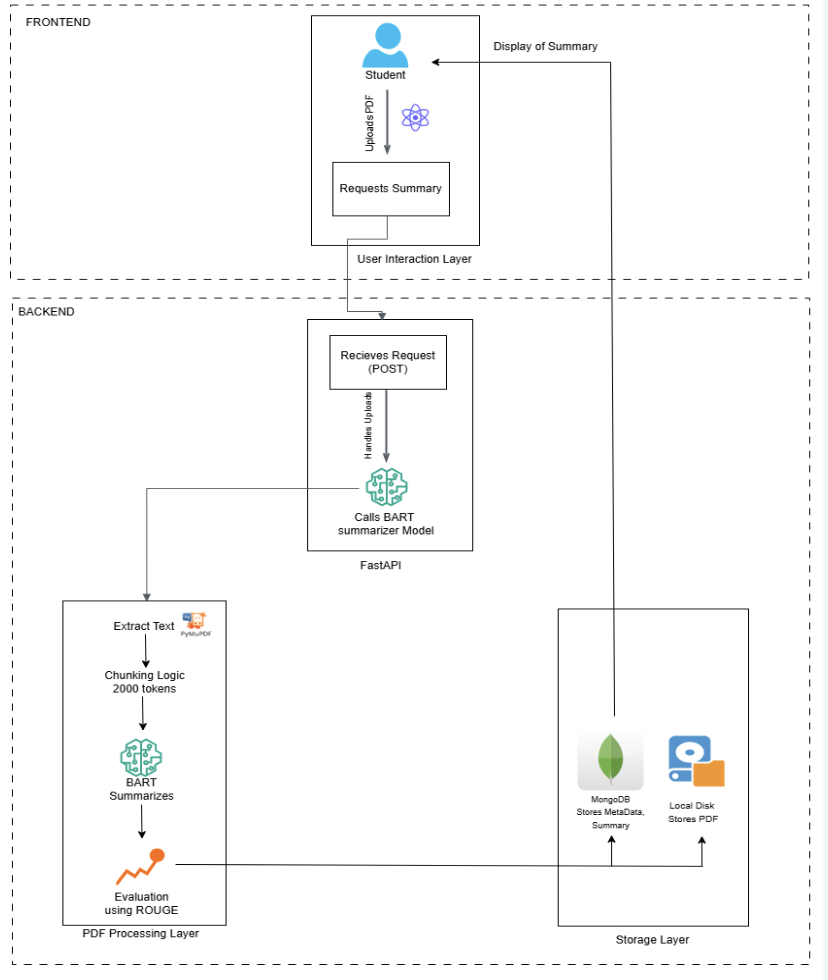 FRONTEND
Display of Summary
Student
Uploads PDF
Requests Summary
User Interaction Layer
BACKEND
Recieves Request
(POST)
Handles Uploads
Calls BART
summarizer Model
FastAPI
Extract Text
PyMuPDF
Chunking Logic
2000 tokens
BART
Summarizes
Evaluation
using ROUGE
PDF Processing Layer
MongoDB
Stores MetaData,
Summary
Local Disk
Stores PDF
Storage Layer